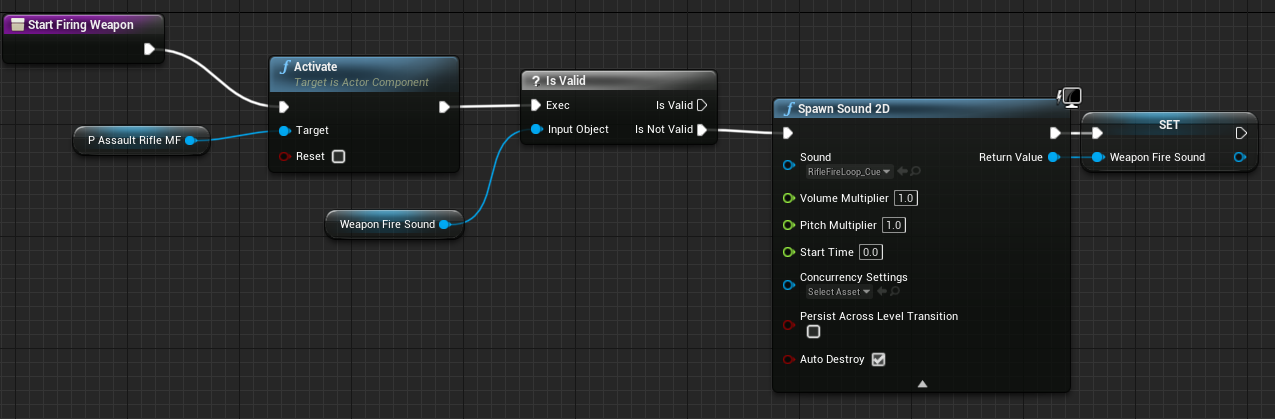 Start Firing Weapon
Activate
Target is Actor Component
Target
Reset
P Assault Rifle MF
Weapon Fire Sound
? Is Valid
Exec
Is Valid
Input Object
Is Not Valid
Spawn Sound 2D
Sound
RifleFireLoop_Cue
Return Value
Volume Multiplier 1.0
Pitch Multiplier 1.0
Start Time 0.0
Concurrency Settings
Select Asset
Persist Across Level Transition
Auto Destroy
SET
Weapon Fire Sound